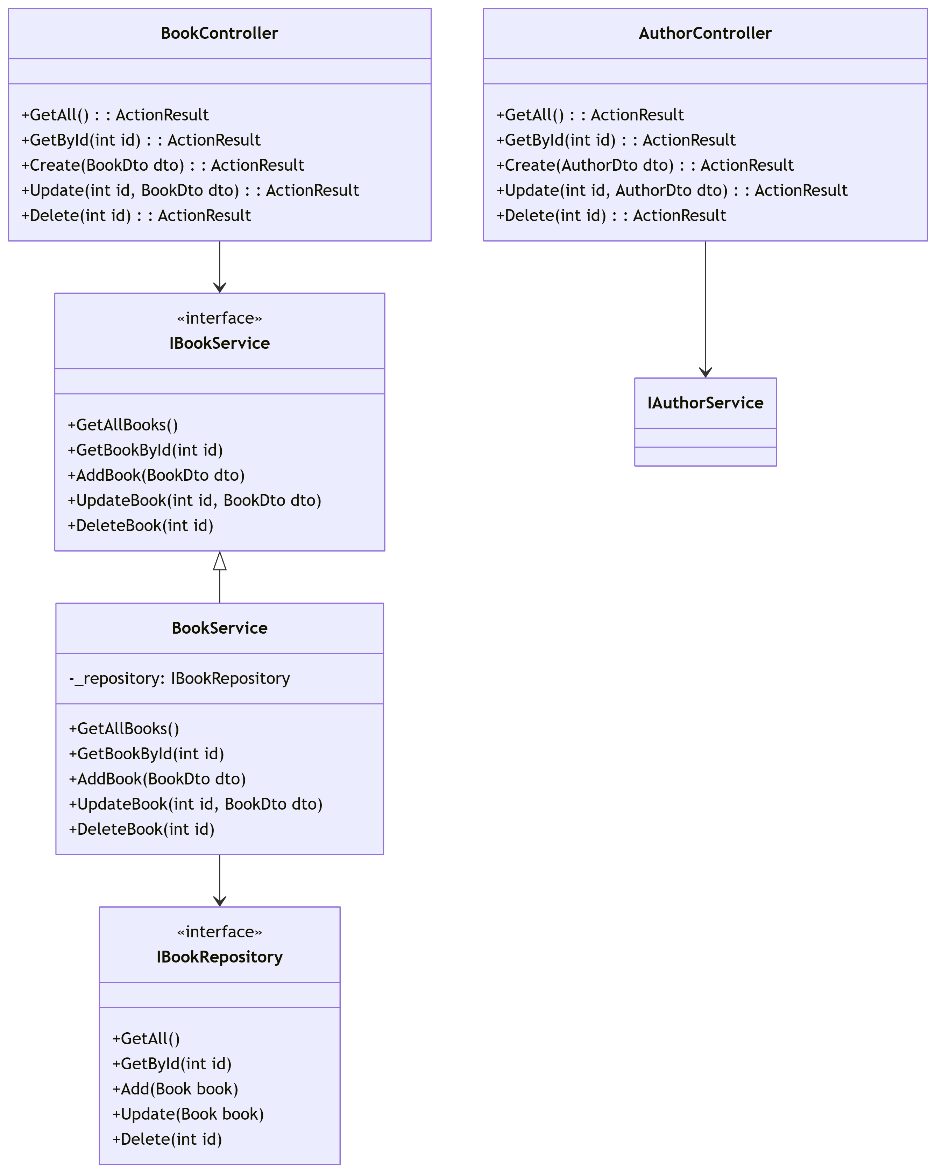 BookController
+GetAll() : : ActionResult
+GetById(int id) : : ActionResult
+Create(BookDto dto) : : ActionResult
+Update(int id, BookDto dto) : : ActionResult
+Delete(int id) : : ActionResult
AuthorController
+GetAll() : : ActionResult
+GetById(int id) : : ActionResult
+Create(AuthorDto dto) : : ActionResult
+Update(int id, AuthorDto dto) : : ActionResult
+Delete(int id) : : ActionResult
«interface»
IBookService
+GetAllBooks()
+GetBookById(int id)
+AddBook(BookDto dto)
+UpdateBook(int id, BookDto dto)
+DeleteBook(int id)
IAuthorService
BookService
-_repository: IBookRepository
+GetAllBooks()
+GetBookById(int id)
+AddBook(BookDto dto)
+UpdateBook(int id, BookDto dto)
+DeleteBook(int id)
«interface»
IBookRepository
+GetAll()
+GetById(int id)
+Add(Book book)
+Update(Book book)
+Delete(int id)